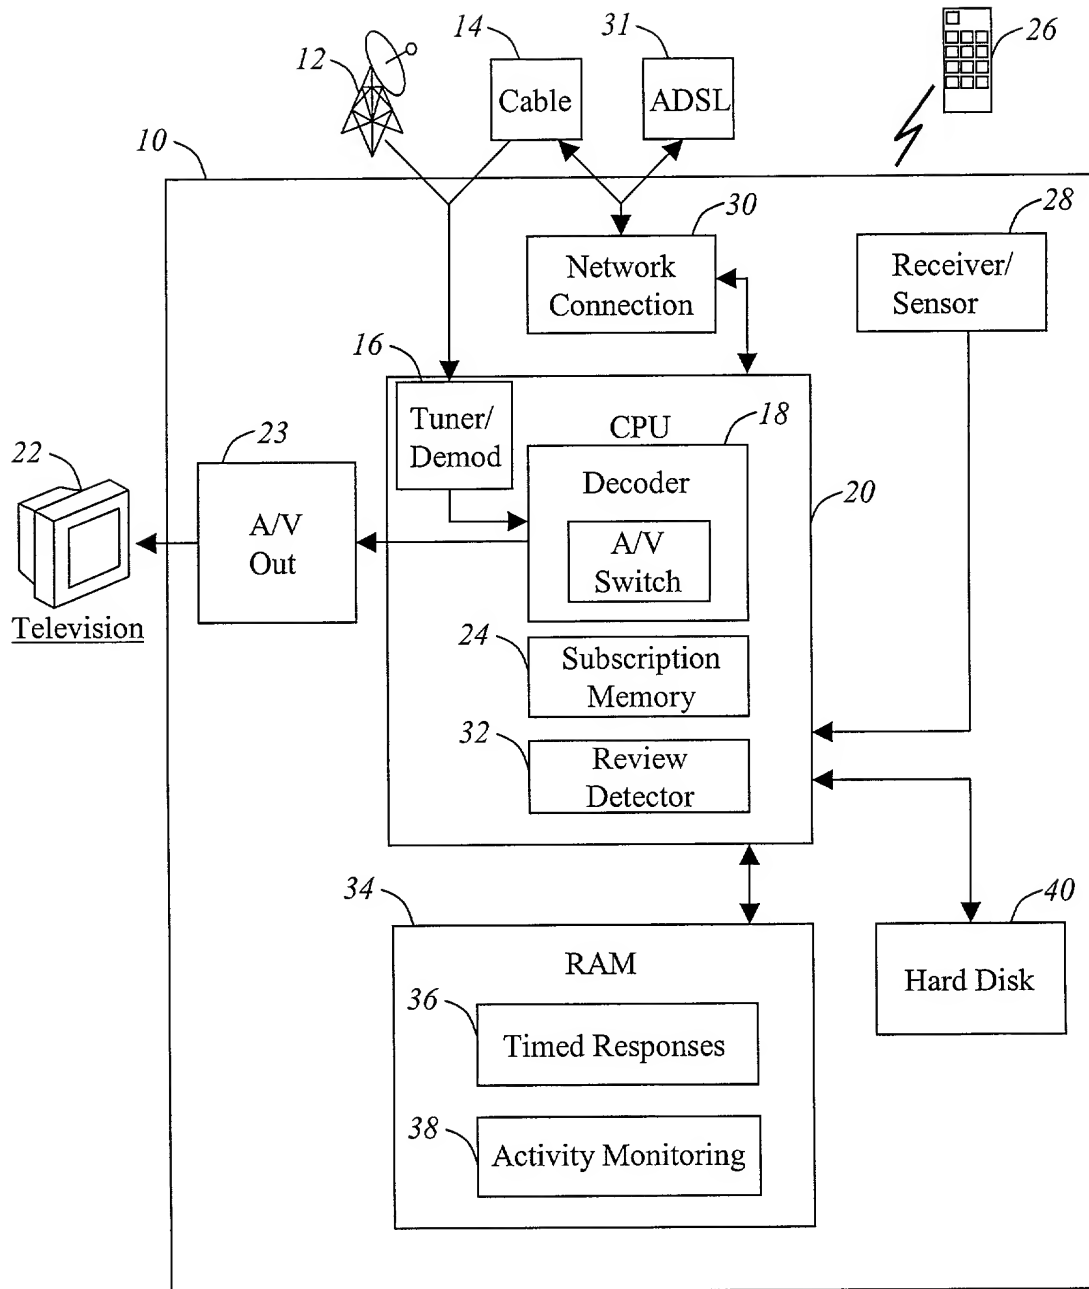 12
14
Cable
31
ADSL
26
10
30
Network
Connection
28
Receiver/
Sensor
16
Tuner/
Demod
CPU
18
Decoder
A/V
Switch
20
22
Television
23
A/V
Out
24
Subscription
Memory
32
Review
Detector
34
RAM
36
Timed Responses
38
Activity Monitoring
40
Hard Disk